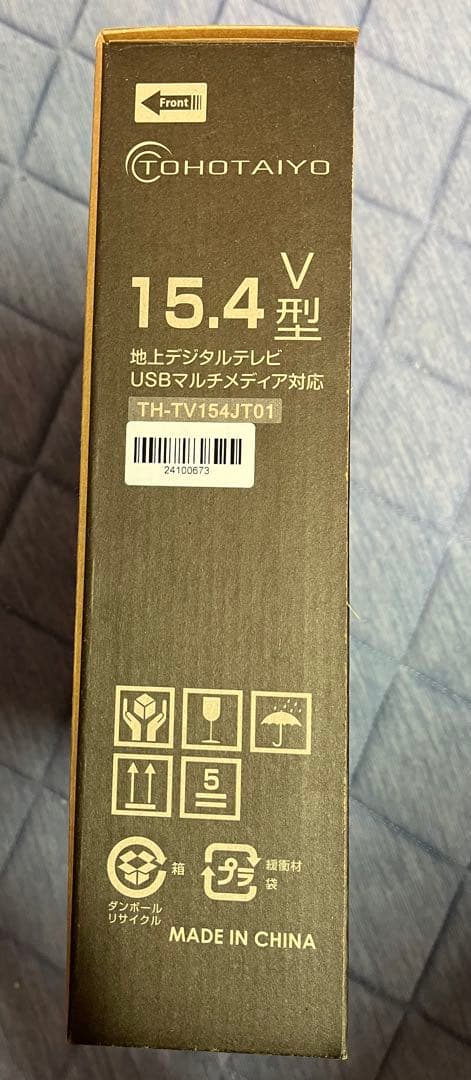 Front
TOHOTAIYO
15.4V型
地上デジタルテレビ
USBマルチメディア対応
TH-TV154JT01
24100673
5
箱
プラ
緩衝材
袋
ダンボール
リサイクル
MADE IN CHINA